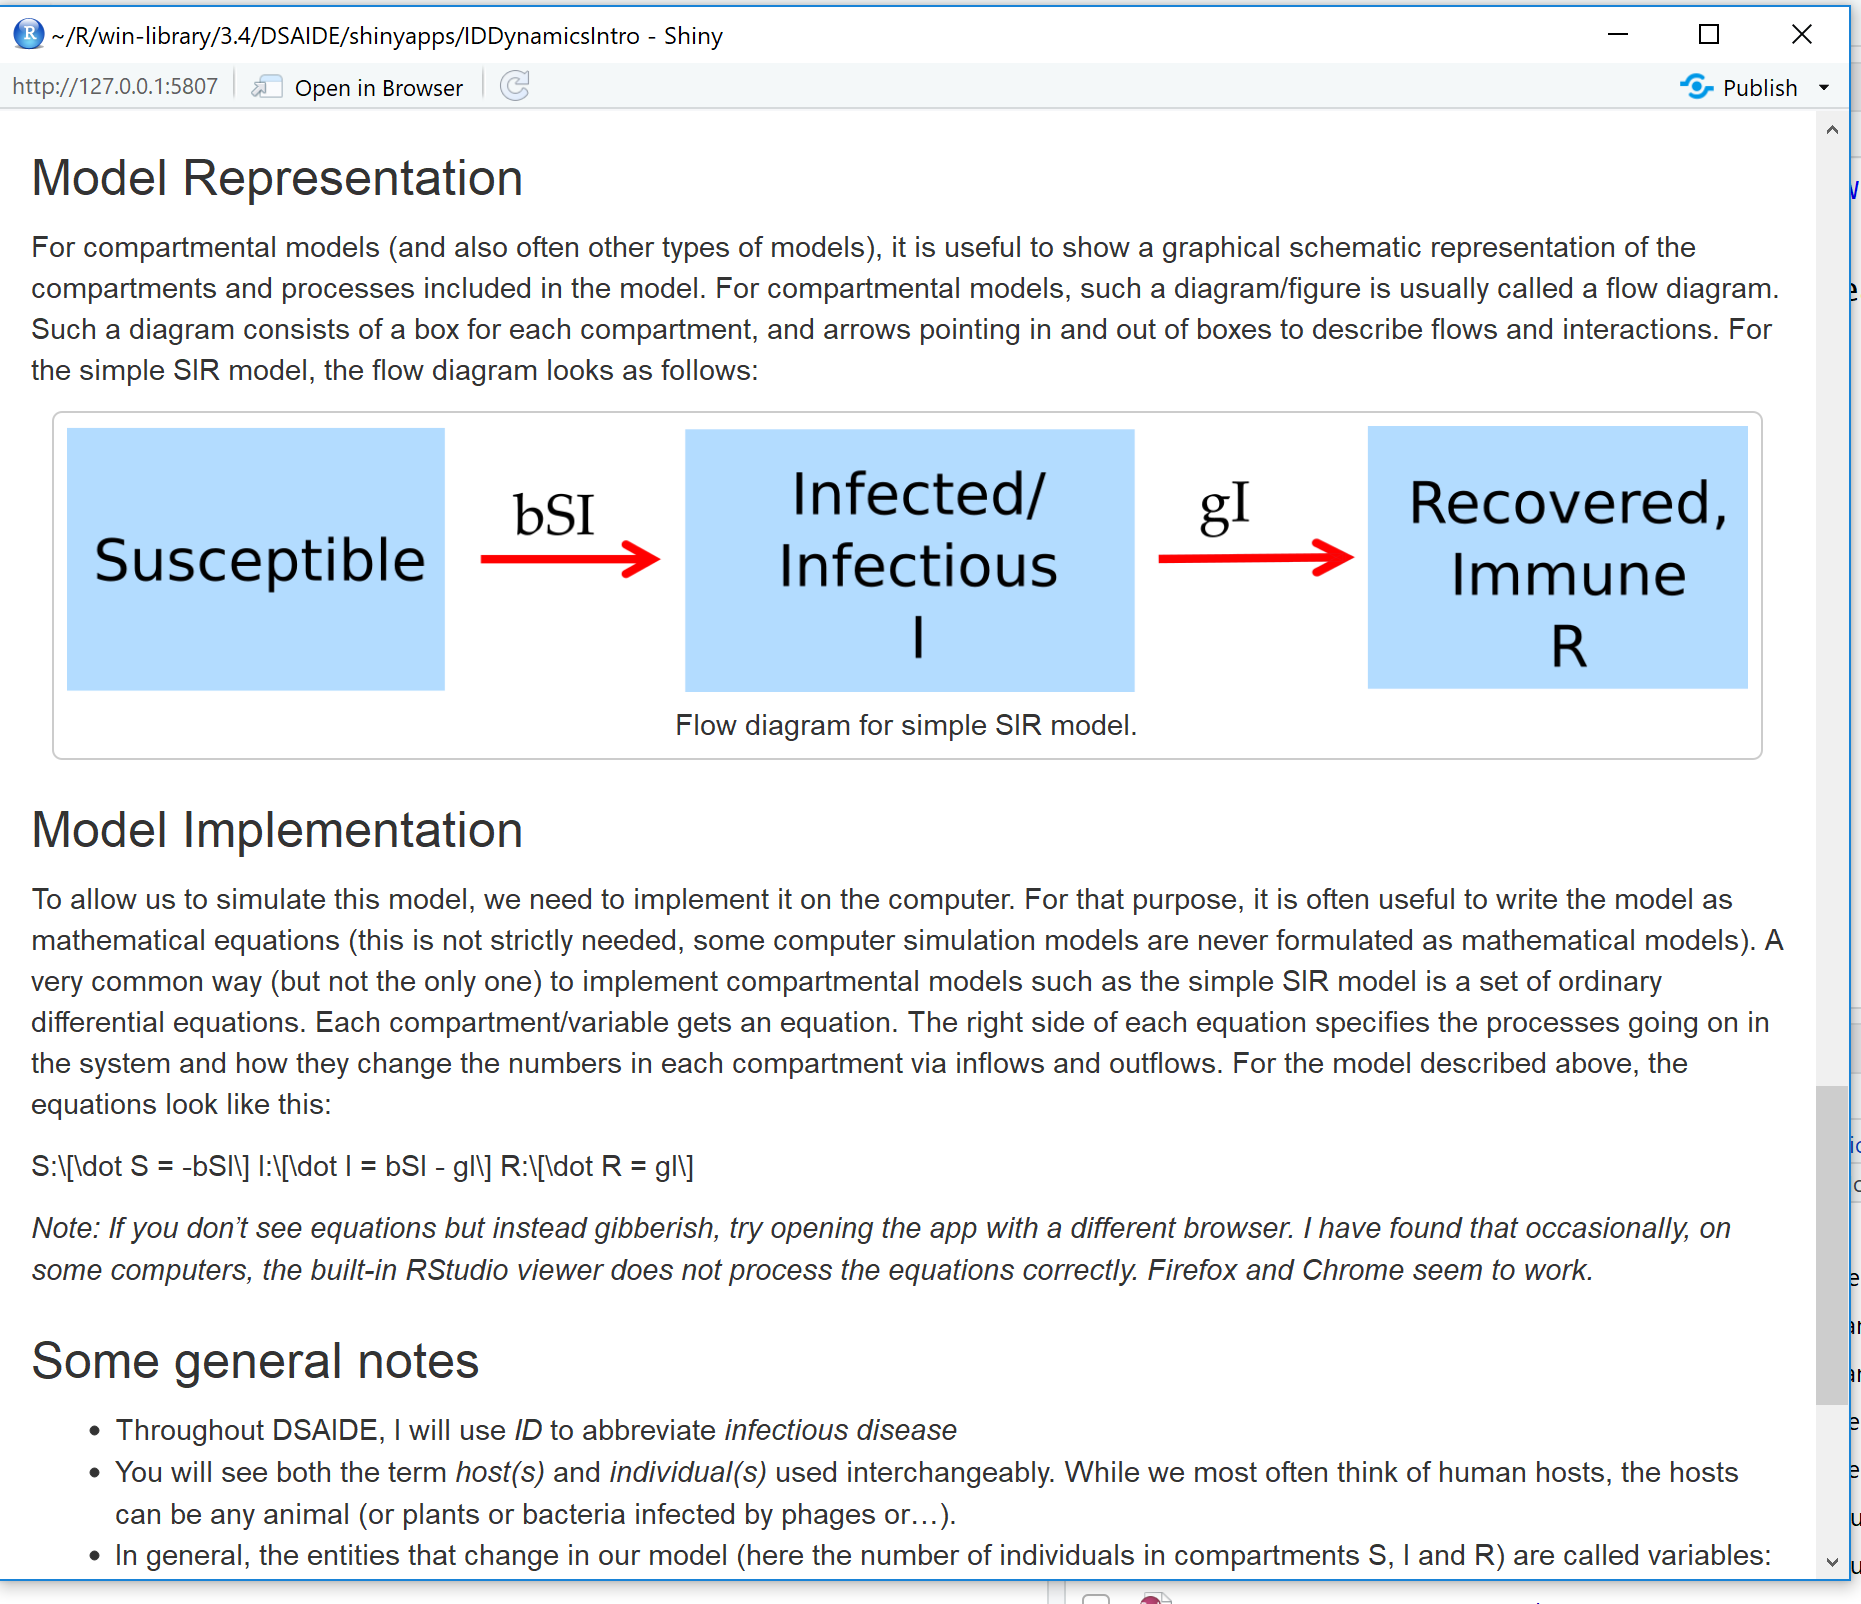 ~/R/win-library/3.4/DSAIDE/shinyapps/IDDynamicsIntro - Shiny
http://127.0.0.1:5807 Open in Browser Publish
Model Representation
For compartmental models (and also often other types of models), it is useful to show a graphical schematic representation of the
compartments and processes included in the model. For compartmental models, such a diagram/figure is usually called a flow diagram.
Such a diagram consists of a box for each compartment, and arrows pointing in and out of boxes to describe flows and interactions. For
the simple SIR model, the flow diagram looks as follows:
Susceptible
bSI
Infected/
Infectious
I
gI
Recovered,
Immune
R
Flow diagram for simple SIR model.
Model Implementation
To allow us to simulate this model, we need to implement it on the computer. For that purpose, it is often useful to write the model as
mathematical equations (this is not strictly needed, some computer simulation models are never formulated as mathematical models). A
very common way (but not the only one) to implement compartmental models such as the simple SIR model is a set of ordinary
differential equations. Each compartment/variable gets an equation. The right side of each equation specifies the processes going on in
the system and how they change the numbers in each compartment via inflows and outflows. For the model described above, the
equations look like this:
S:\[\dot S = -bSI\] I:\[\dot I = bSI - gI\] R:\[\dot R = gI\]
Note: If you don’t see equations but instead gibberish, try opening the app with a different browser. I have found that occasionally, on
some computers, the built-in RStudio viewer does not process the equations correctly. Firefox and Chrome seem to work.
Some general notes
• Throughout DSAIDE, I will use ID to abbreviate infectious disease
• You will see both the term host(s) and individual(s) used interchangeably. While we most often think of human hosts, the hosts
can be any animal (or plants or bacteria infected by phages or…).
• In general, the entities that change in our model (here the number of individuals in compartments S, I and R) are called variables: